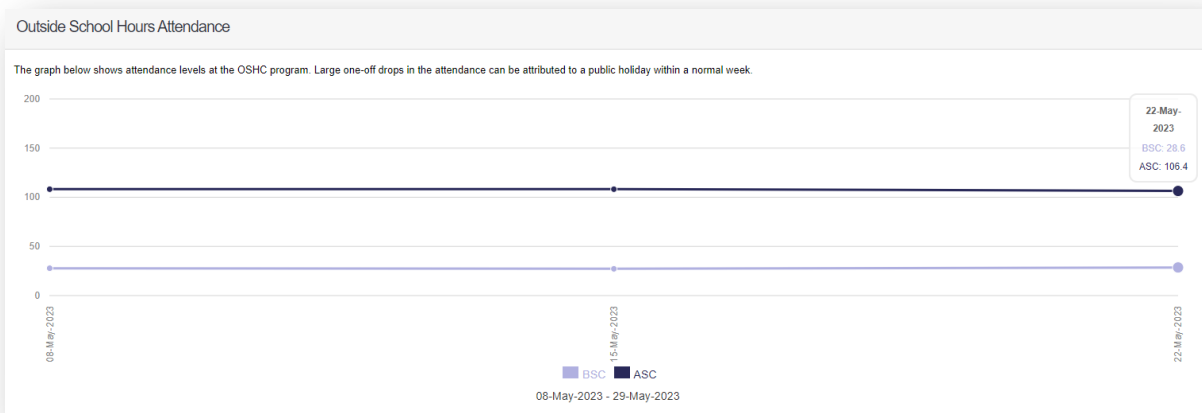 Outside School Hours Attendance
The graph below shows attendance levels at the OSHC program. Large one-off drops in the attendance can be attributed to a public holiday within a normal week.
200
150
100
50
0
22-May-
2023
BSC: 28.6
ASC: 106.4
08-May-2023
15-May-2023
22-May-2023
BSC ASC
08-May-2023 - 29-May-2023